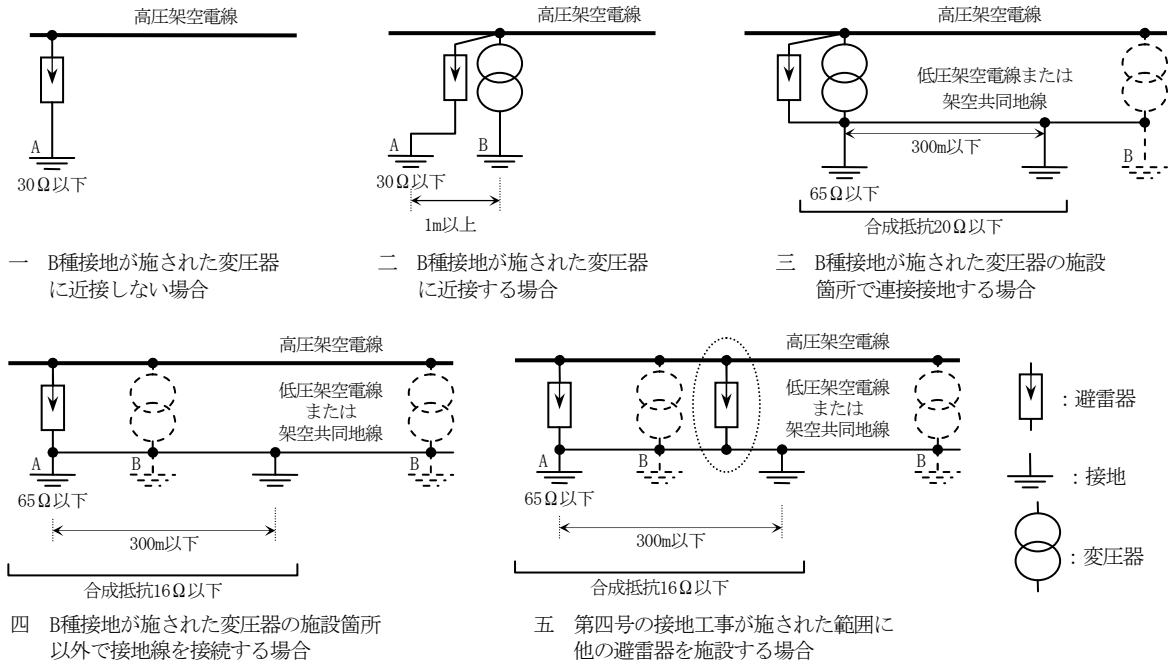 高圧架空電線
A
30Ω以下
一 B種接地が施された変圧器
に近接しない場合
高圧架空電線
A
B
30Ω以下
1m以上
二 B種接地が施された変圧器
に近接する場合
高圧架空電線
低圧架空電線または
架空共同地線
300m以下
B
65Ω以下
合成抵抗20Ω以下
三 B種接地が施された変圧器の施設
箇所で連接接地する場合
高圧架空電線
低圧架空電線
または
架空共同地線
A
B
B
65Ω以下
300m以下
合成抵抗16Ω以下
四 B種接地が施された変圧器の施設箇所
以外で接地線を接続する場合
高圧架空電線
低圧架空電線
または
架空共同地線
A
B
B
65Ω以下
300m以下
合成抵抗16Ω以下
五 第四号の接地工事が施された範囲に
他の避雷器を施設する場合
：避雷器
：接地
：変圧器